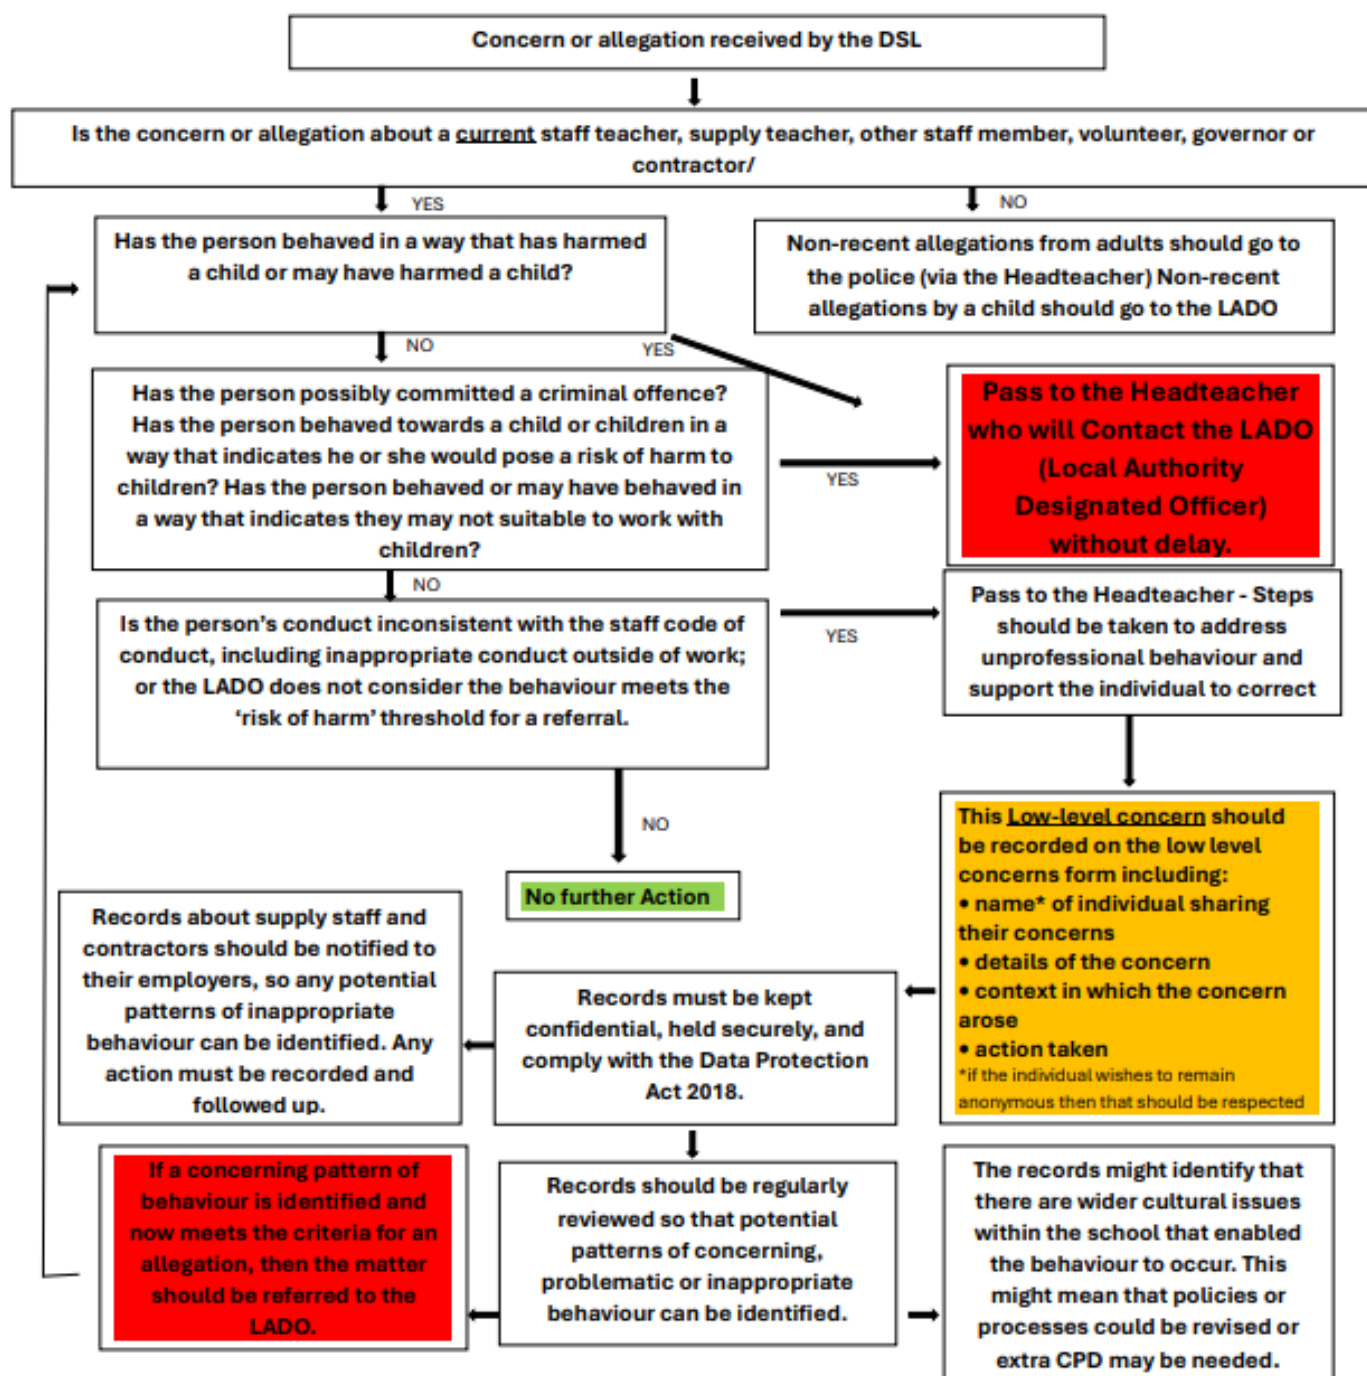 Concern or allegation received by the DSL
Is the concern or allegation about a current staff teacher, supply teacher, other staff member, volunteer, governor or
contractor/
YES
NO
Has the person behaved in a way that has harmed
a child or may have harmed a child?
Non-recent allegations from adults should go to
the police (via the Headteacher) Non-recent
allegations by a child should go to the LADO
NO
YES
Has the person possibly committed a criminal offence?
Has the person behaved towards a child or children in a
way that indicates he or she would pose a risk of harm to
children? Has the person behaved or may have behaved in
a way that indicates they may not suitable to work with
children?
YES
Pass to the Headteacher
who will Contact the LADO
(Local Authority
Designated Officer)
without delay.
NO
Is the person's conduct inconsistent with the staff code of
conduct, including inappropriate conduct outside of work;
or the LADO does not consider the behaviour meets the
‘risk of harm’ threshold for a referral.
YES
Pass to the Headteacher - Steps
should be taken to address
unprofessional behaviour and
support the individual to correct
NO
No further Action
This Low-level concern should
be recorded on the low level
concerns form including:
• name* of individual sharing
their concerns
• details of the concern
• context in which the concern
arose
• action taken
*if the individual wishes to remain
anonymous then that should be respected
Records about supply staff and
contractors should be notified to
their employers, so any potential
patterns of inappropriate
behaviour can be identified. Any
action must be recorded and
followed up.
Records must be kept
confidential, held securely, and
comply with the Data Protection
Act 2018.
If a concerning pattern of
behaviour is identified and
now meets the criteria for an
allegation, then the matter
should be referred to the
LADO.
Records should be regularly
reviewed so that potential
patterns of concerning,
problematic or inappropriate
behaviour can be identified.
The records might identify that
there are wider cultural issues
within the school that enabled
the behaviour to occur. This
might mean that policies or
processes could be revised or
extra CPD may be needed.